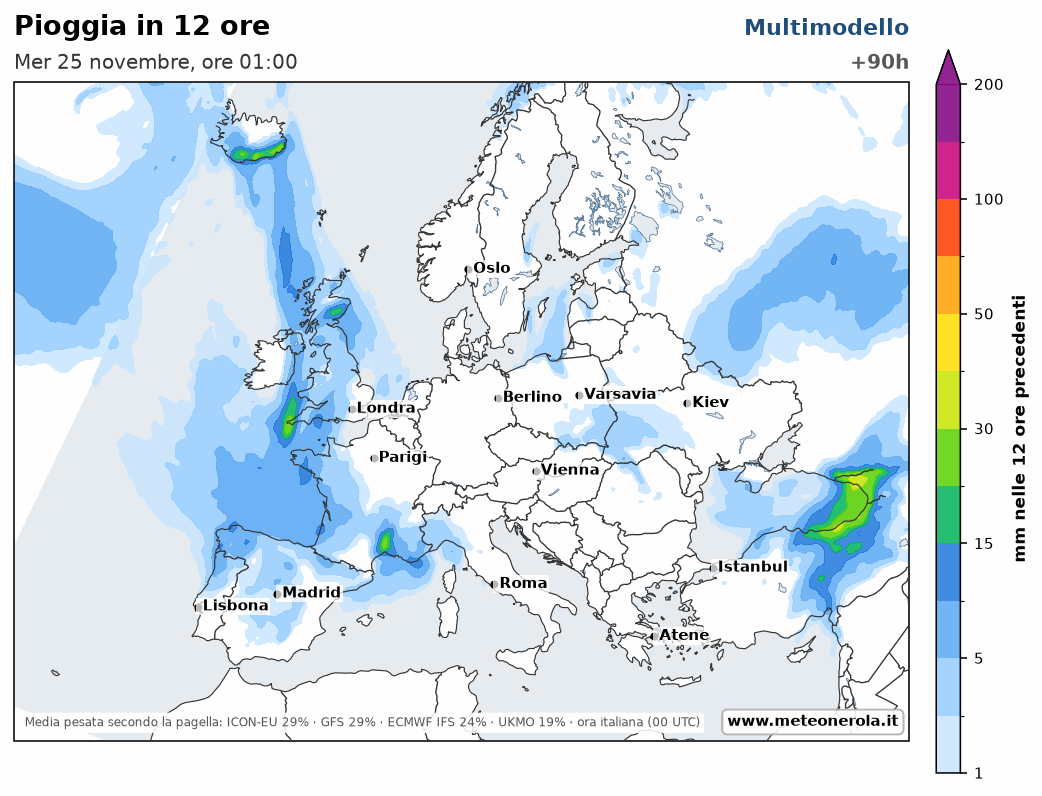 Pioggia in 12 ore
Multimodello
Mer 25 novembre, ore 01:00
+90h
200
100
50
30
15
5
1
mm nelle 12 ore precedenti
Oslo
Berlino
Varsavia
Kiev
Londra
Parigi
Vienna
Istanbul
Roma
Madrid
Lisbona
Atene
Media pesata secondo la pagella: ICON-EU 29% · GFS 29% · ECMWF IFS 24% · UKMO 19% · ora italiana (00 UTC)
www.meteonerola.it